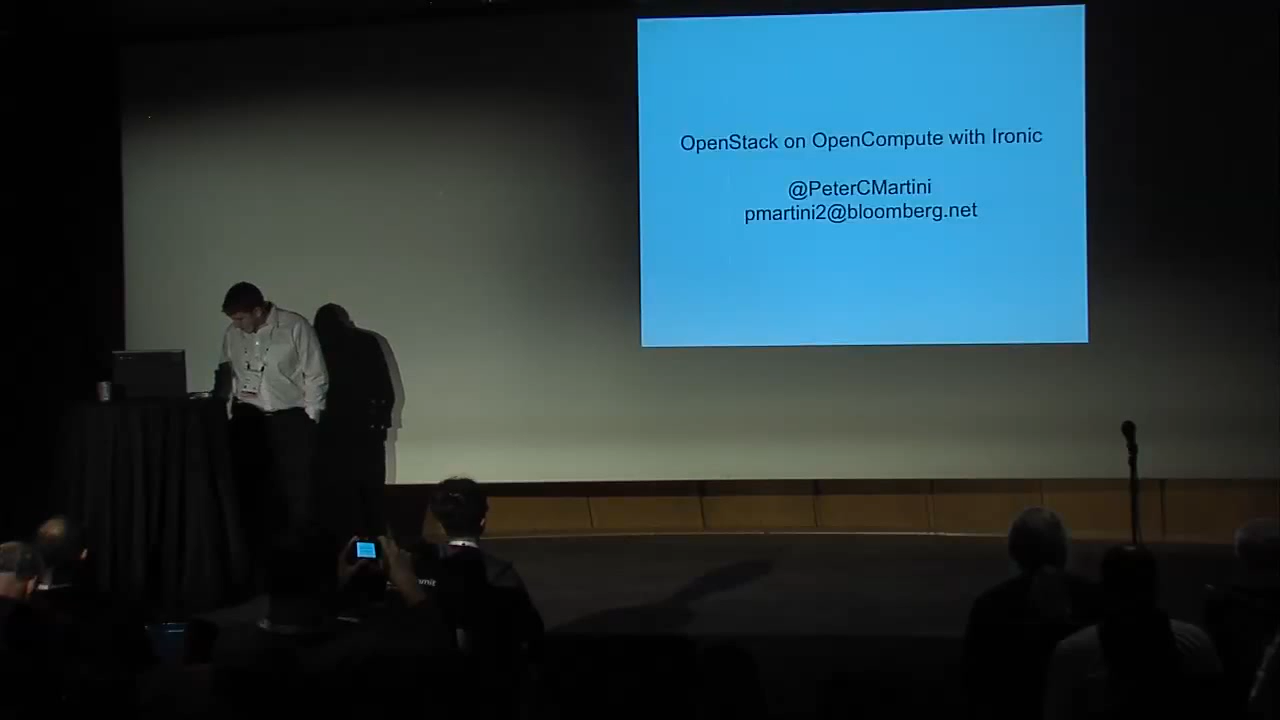 OpenStack on OpenCompute with Ironic
@PeterCMartini
pmartini2@bloomberg.net